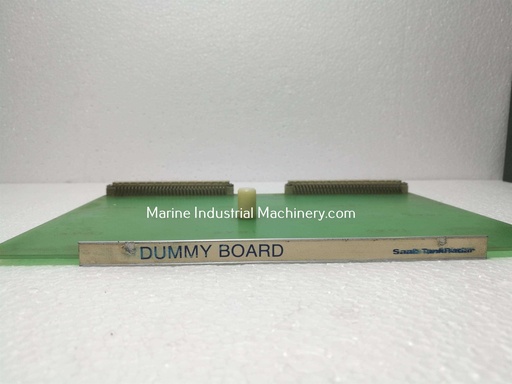 Marine Industrial Machinery.com
DUMMY BOARD
Saab TankRadar